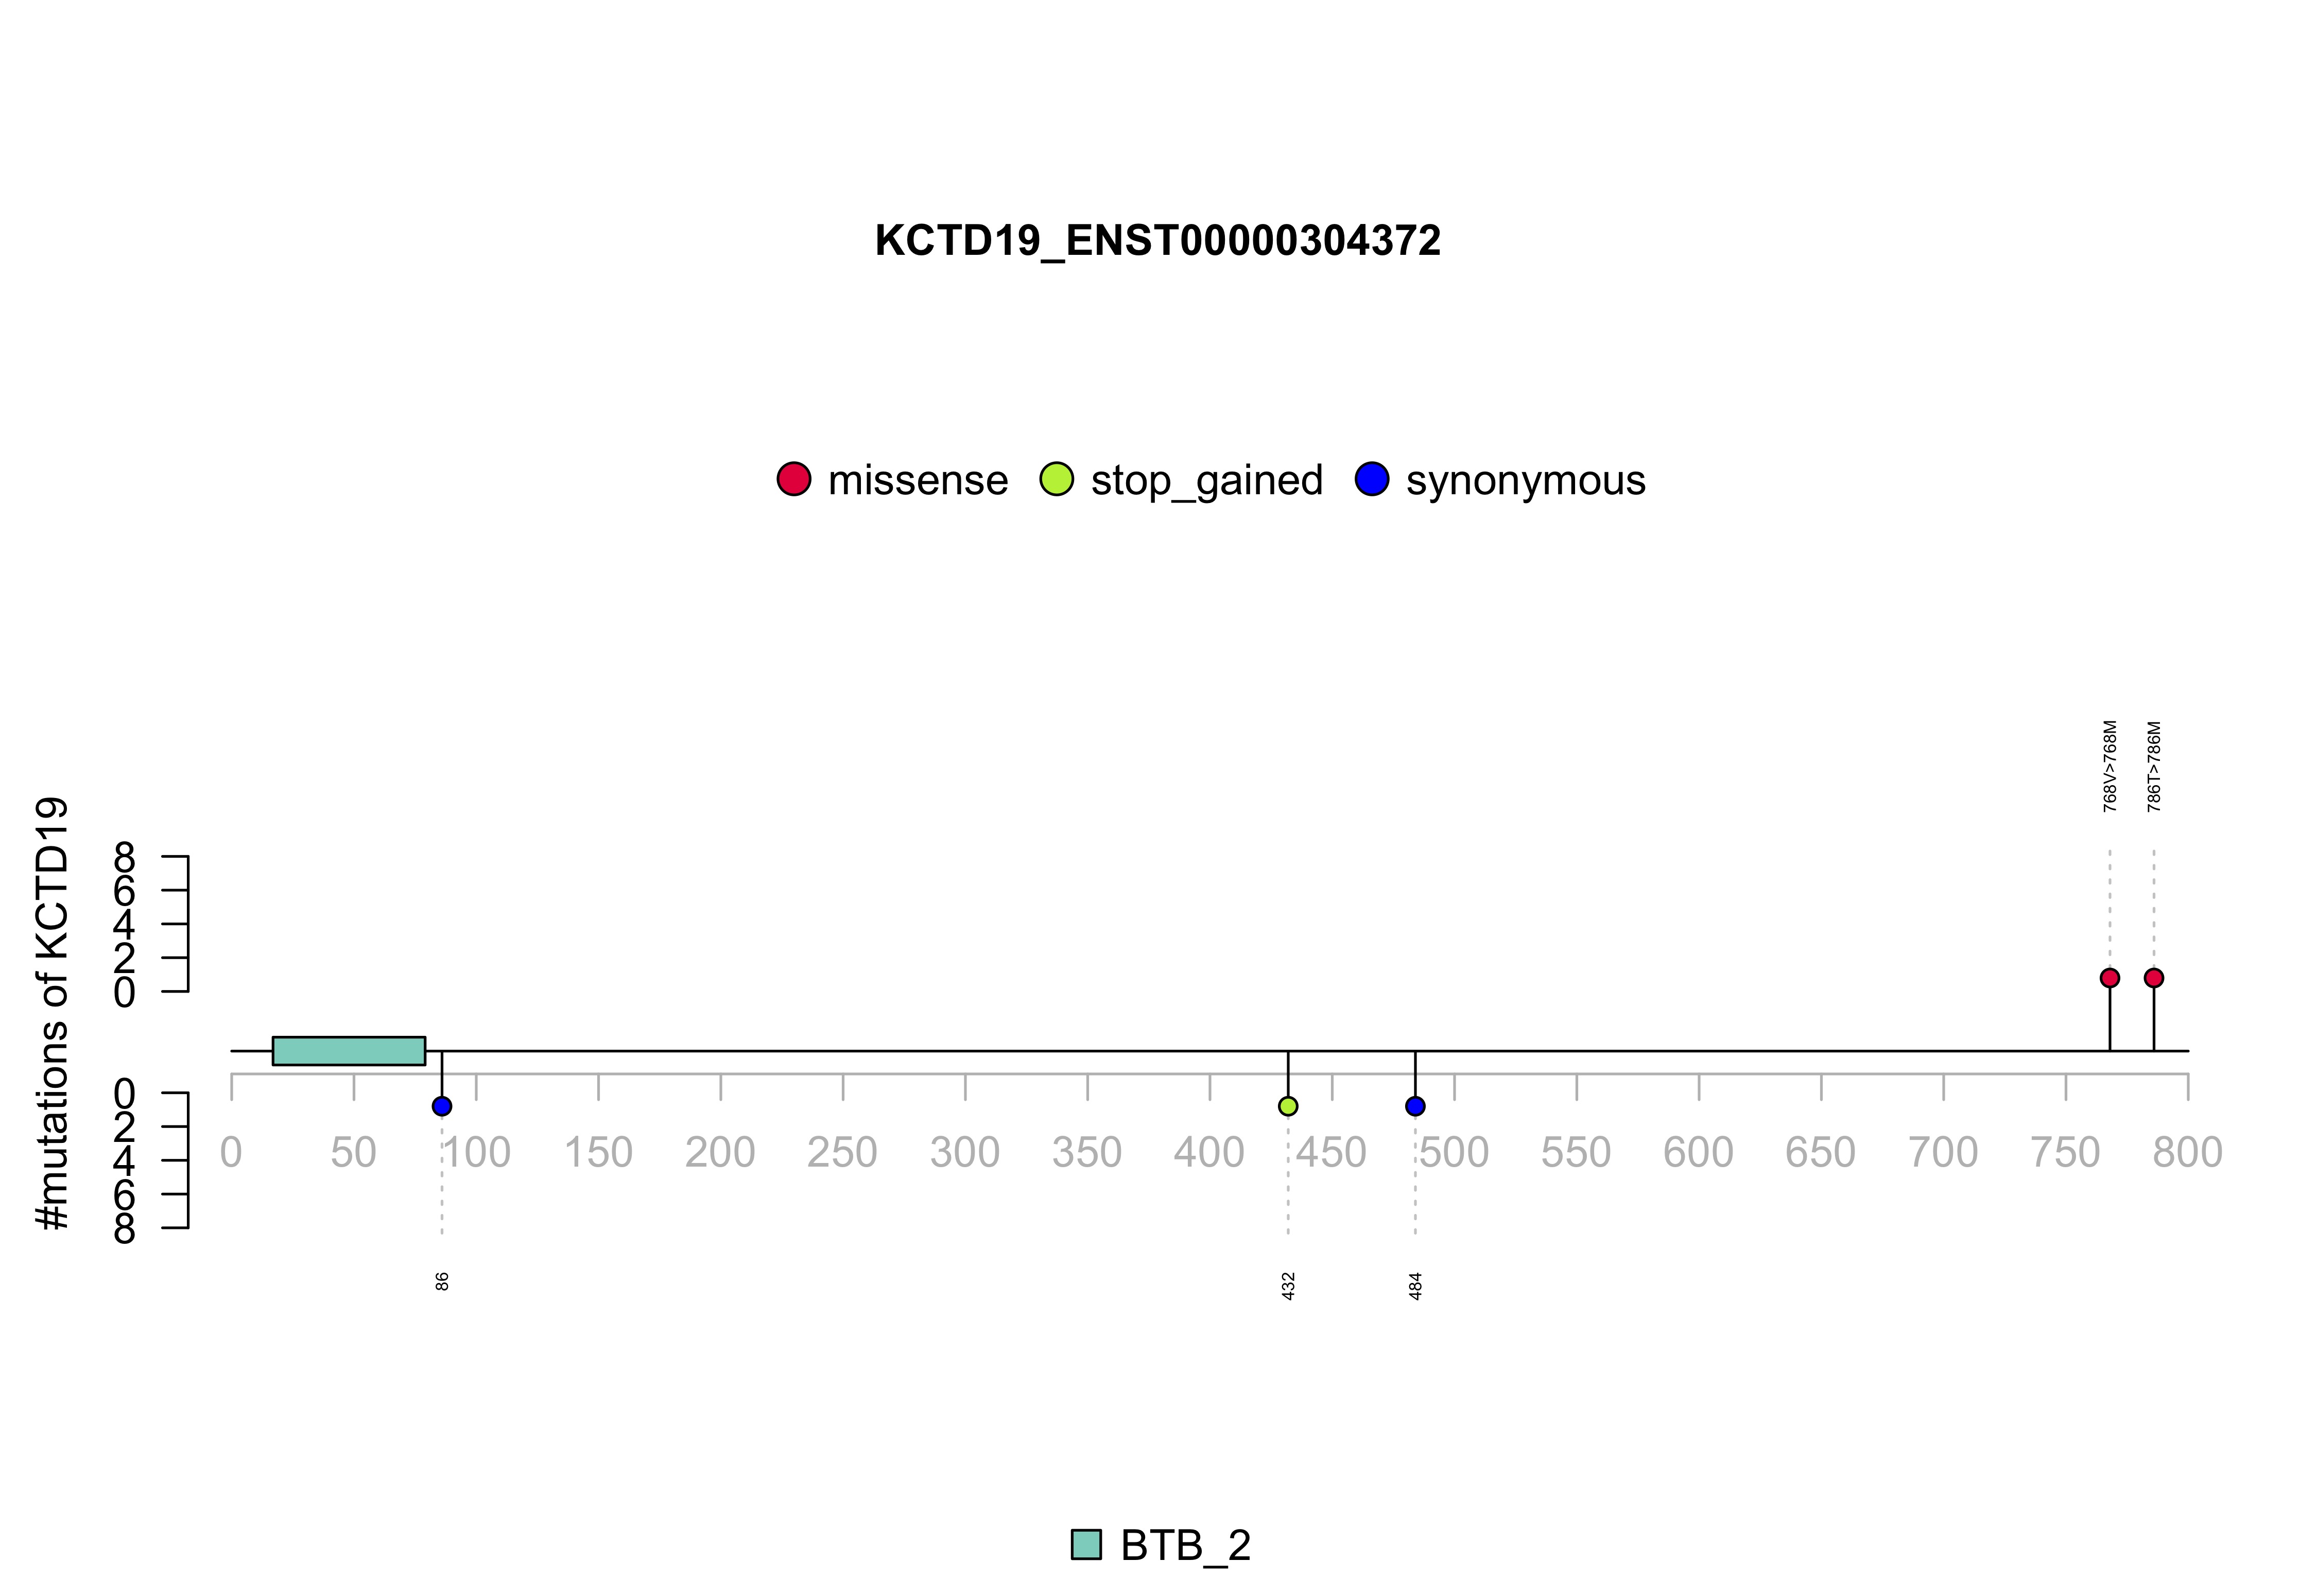 KCTD19_ENST00000304372
missense stop_gained synonymous
768V>768M
786T>786M
#mutations of KCTD19
8
6
4
2
0
0
2
4
6
8
0 50 100 150 200 250 300 350 400 450 500 550 600 650 700 750 800
86
432
484
BTB_2